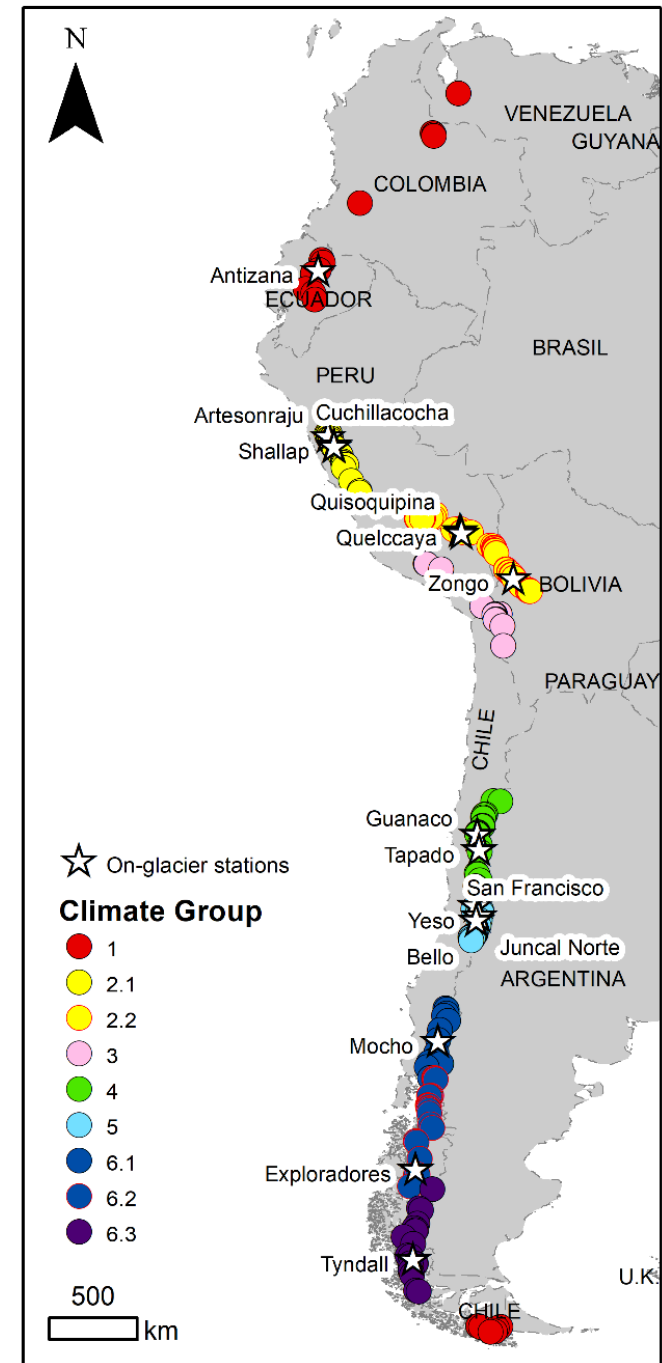 N
VENEZUELA
GUYANA
COLOMBIA
Antizana
ECUADOR
BRASIL
PERU
Artesonraju
Cuchillacocha
Shallap
Quisoquipina
Quelccaya
Zongo
BOLIVIA
PARAGUAY
CHILE
Guanaco
Tapado
On-glacier stations
San Francisco
Climate Group
Yeso
Juncal Norte
Bello
ARGENTINA
1
2.1
2.2
3
4
5
6.1
6.2
6.3
Mocho
Exploradores
Tyndall
U.K.
500
km
CHILE